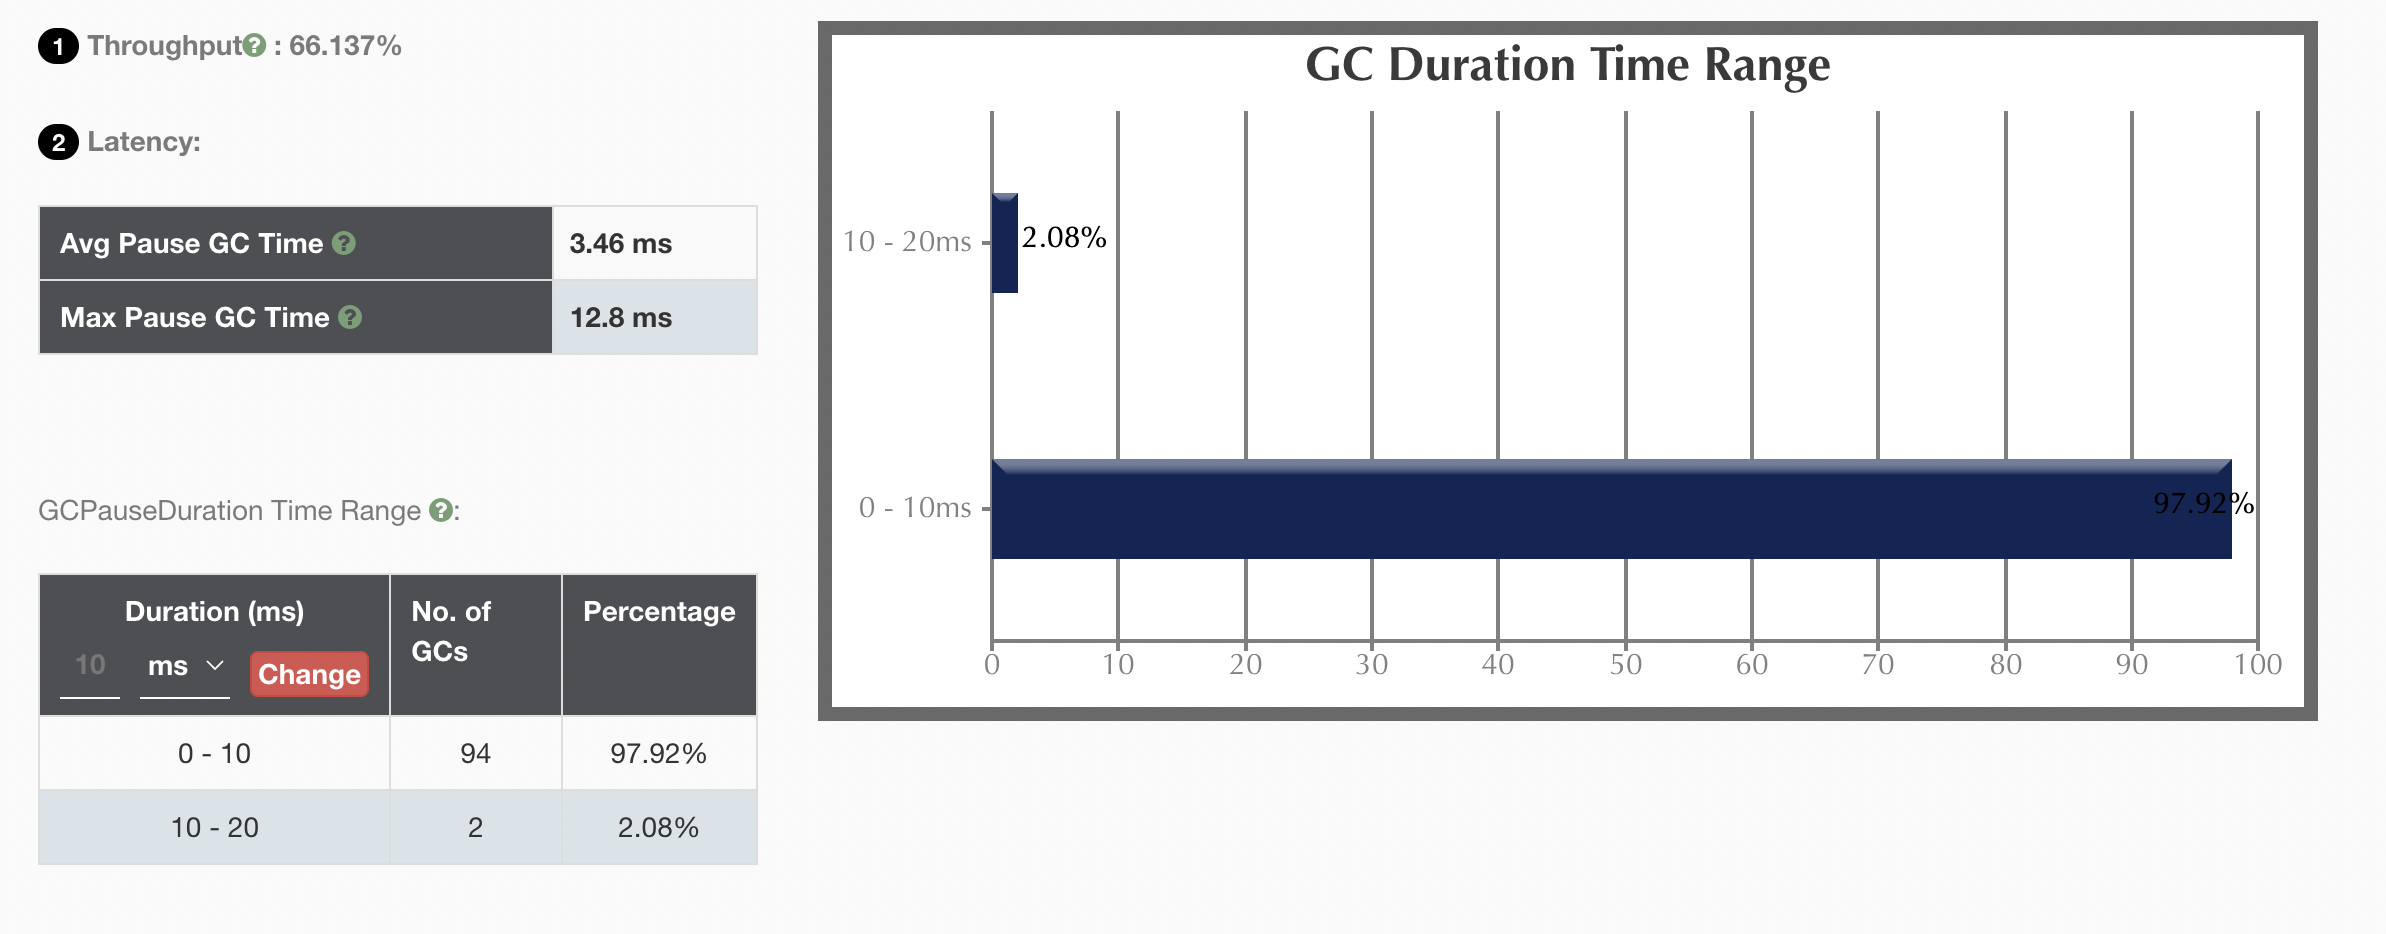 1 Throughput? : 66.137%
2 Latency:
Avg Pause GC Time ? 3.46 ms
Max Pause GC Time ? 12.8 ms
GCPauseDuration Time Range ?:
Duration (ms) No. of GCs Percentage
10 ms Change
0 - 10 94 97.92%
10 - 20 2 2.08%
GC Duration Time Range
10 - 20ms 2.08%
0 - 10ms 97.92%
0 10 20 30 40 50 60 70 80 90 100